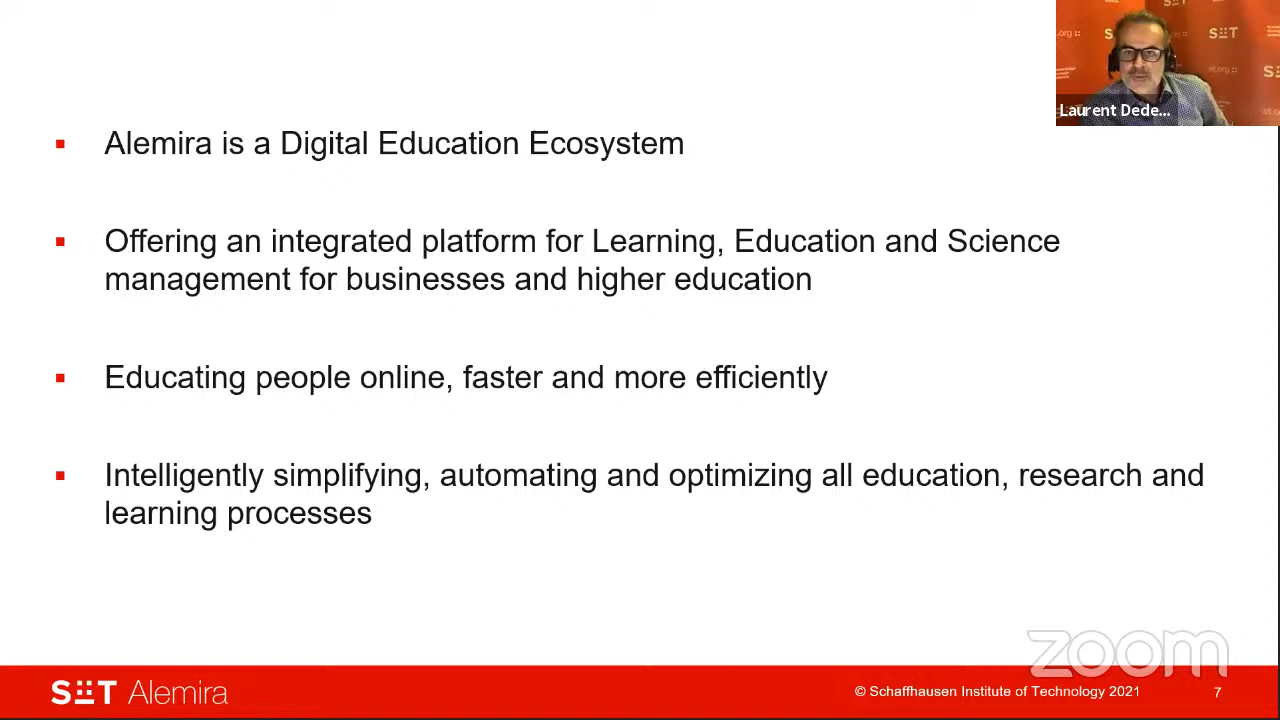 Laurent Dede...
Alemira is a Digital Education Ecosystem
Offering an integrated platform for Learning, Education and Science
management for businesses and higher education
Educating people online, faster and more efficiently
Intelligently simplifying, automating and optimizing all education, research and
learning processes
zoom
SIT Alemira
© Schaffhausen Institute of Technology 2021
7